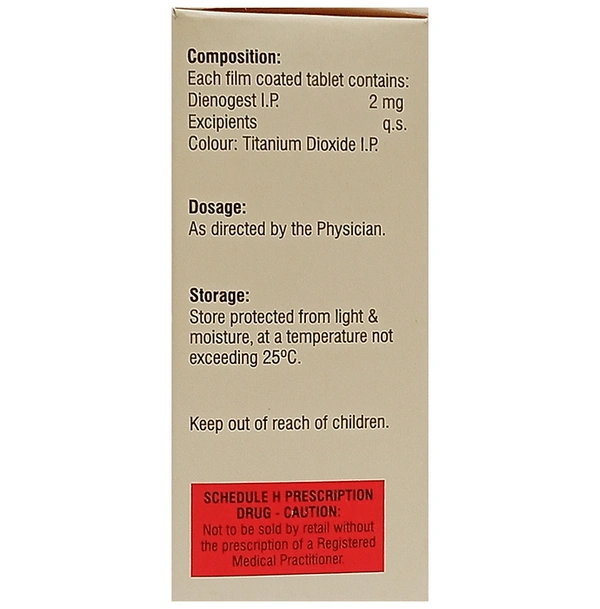 Composition:
Each film coated tablet contains:
Dienogest I.P. 2 mg
Excipients q.s.
Colour: Titanium Dioxide I.P.
Dosage:
As directed by the Physician.
Storage:
Store protected from light &
moisture, at a temperature not
exceeding 25ºC.
Keep out of reach of children.
SCHEDULE H PRESCRIPTION
DRUG - CAUTION:
Not to be sold by retail without
the prescription of a Registered
Medical Practitioner.